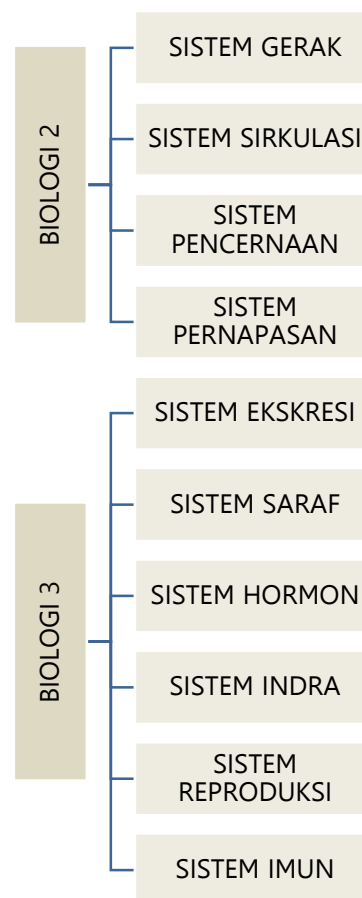 BIOLOGI 2
SISTEM GERAK
SISTEM SIRKULASI
SISTEM
PENCERNAAN
SISTEM
PERNAPASAN
BIOLOGI 3
SISTEM EKSKRESI
SISTEM SARAF
SISTEM HORMON
SISTEM INDRA
SISTEM
REPRODUKSI
SISTEM IMUN